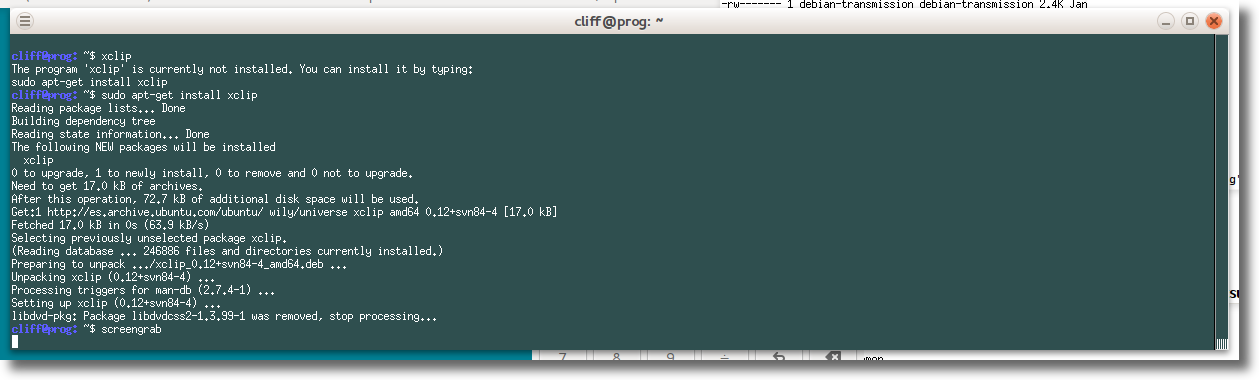 -rw------- 1 debian-transmission debian-transmission 2.4K Jan
cliff@prog: ~
cliff@prog: ~$ xclip
The program 'xclip' is currently not installed. You can install it by typing:
sudo apt-get install xclip
cliff@prog: ~$ sudo apt-get install xclip
Reading package lists... Done
Building dependency tree
Reading state information... Done
The following NEW packages will be installed
  xclip
0 to upgrade, 1 to newly install, 0 to remove and 0 not to upgrade.
Need to get 17.0 kB of archives.
After this operation, 72.7 kB of additional disk space will be used.
Get:1 http://es.archive.ubuntu.com/ubuntu/ wily/universe xclip amd64 0.12+svn84-4 [17.0 kB]
Fetched 17.0 kB in 0s (63.9 kB/s)
Selecting previously unselected package xclip.
(Reading database ... 246886 files and directories currently installed.)
Preparing to unpack .../xclip_0.12+svn84-4_amd64.deb ...
Unpacking xclip (0.12+svn84-4) ...
Processing triggers for man-db (2.7.4-1) ...
Setting up xclip (0.12+svn84-4) ...
libdvd-pkg: Package libdvdcss2-1.3.99-1 was removed, stop processing...
cliff@prog: ~$ screengrab
g'
su
7 8 9 ÷